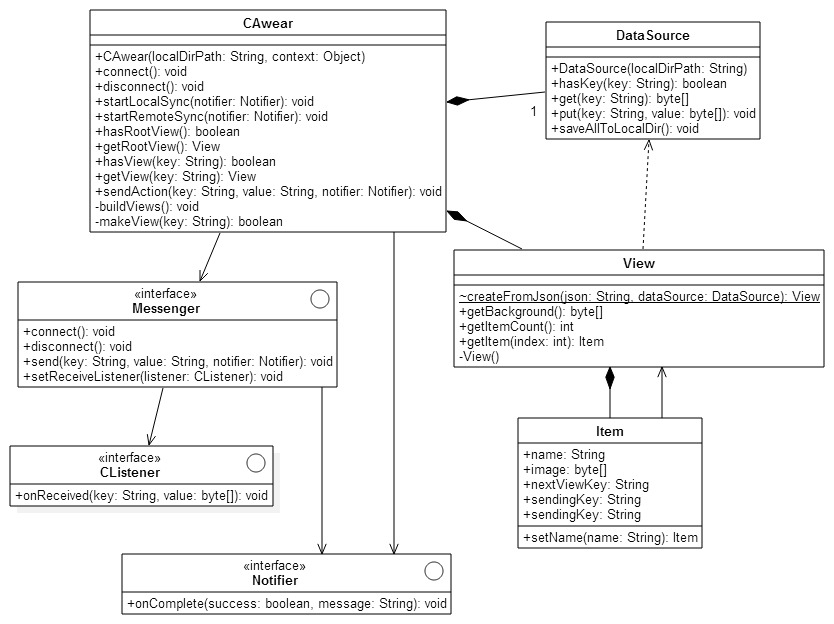 CAwear
+CAwear(localDirPath: String, context: Object)
+connect(): void
+disconnect(): void
+startLocalSync(notifier: Notifier): void
+startRemoteSync(notifier: Notifier): void
+hasRootView(): boolean
+getRootView(): View
+hasView(key: String): boolean
+getView(key: String): View
+sendAction(key: String, value: String, notifier: Notifier): void
-buildViews(): void
-makeView(key: String): boolean
DataSource
+DataSource(localDirPath: String)
+hasKey(key: String): boolean
+get(key: String): byte[]
+put(key: String, value: byte[]): void
+saveAllToLocalDir(): void
1
View
~createFromJson(json: String, dataSource: DataSource): View
+getBackground(): byte[]
+getItemCount(): int
+getItem(index: int): Item
-View()
«interface»
Messenger
+connect(): void
+disconnect(): void
+send(key: String, value: String, notifier: Notifier): void
+setReceiveListener(listener: CListener): void
«interface»
CListener
+onReceived(key: String, value: byte[]): void
Item
+name: String
+image: byte[]
+nextViewKey: String
+sendingKey: String
+sendingKey: String
+setName(name: String): Item
«interface»
Notifier
+onComplete(success: boolean, message: String): void